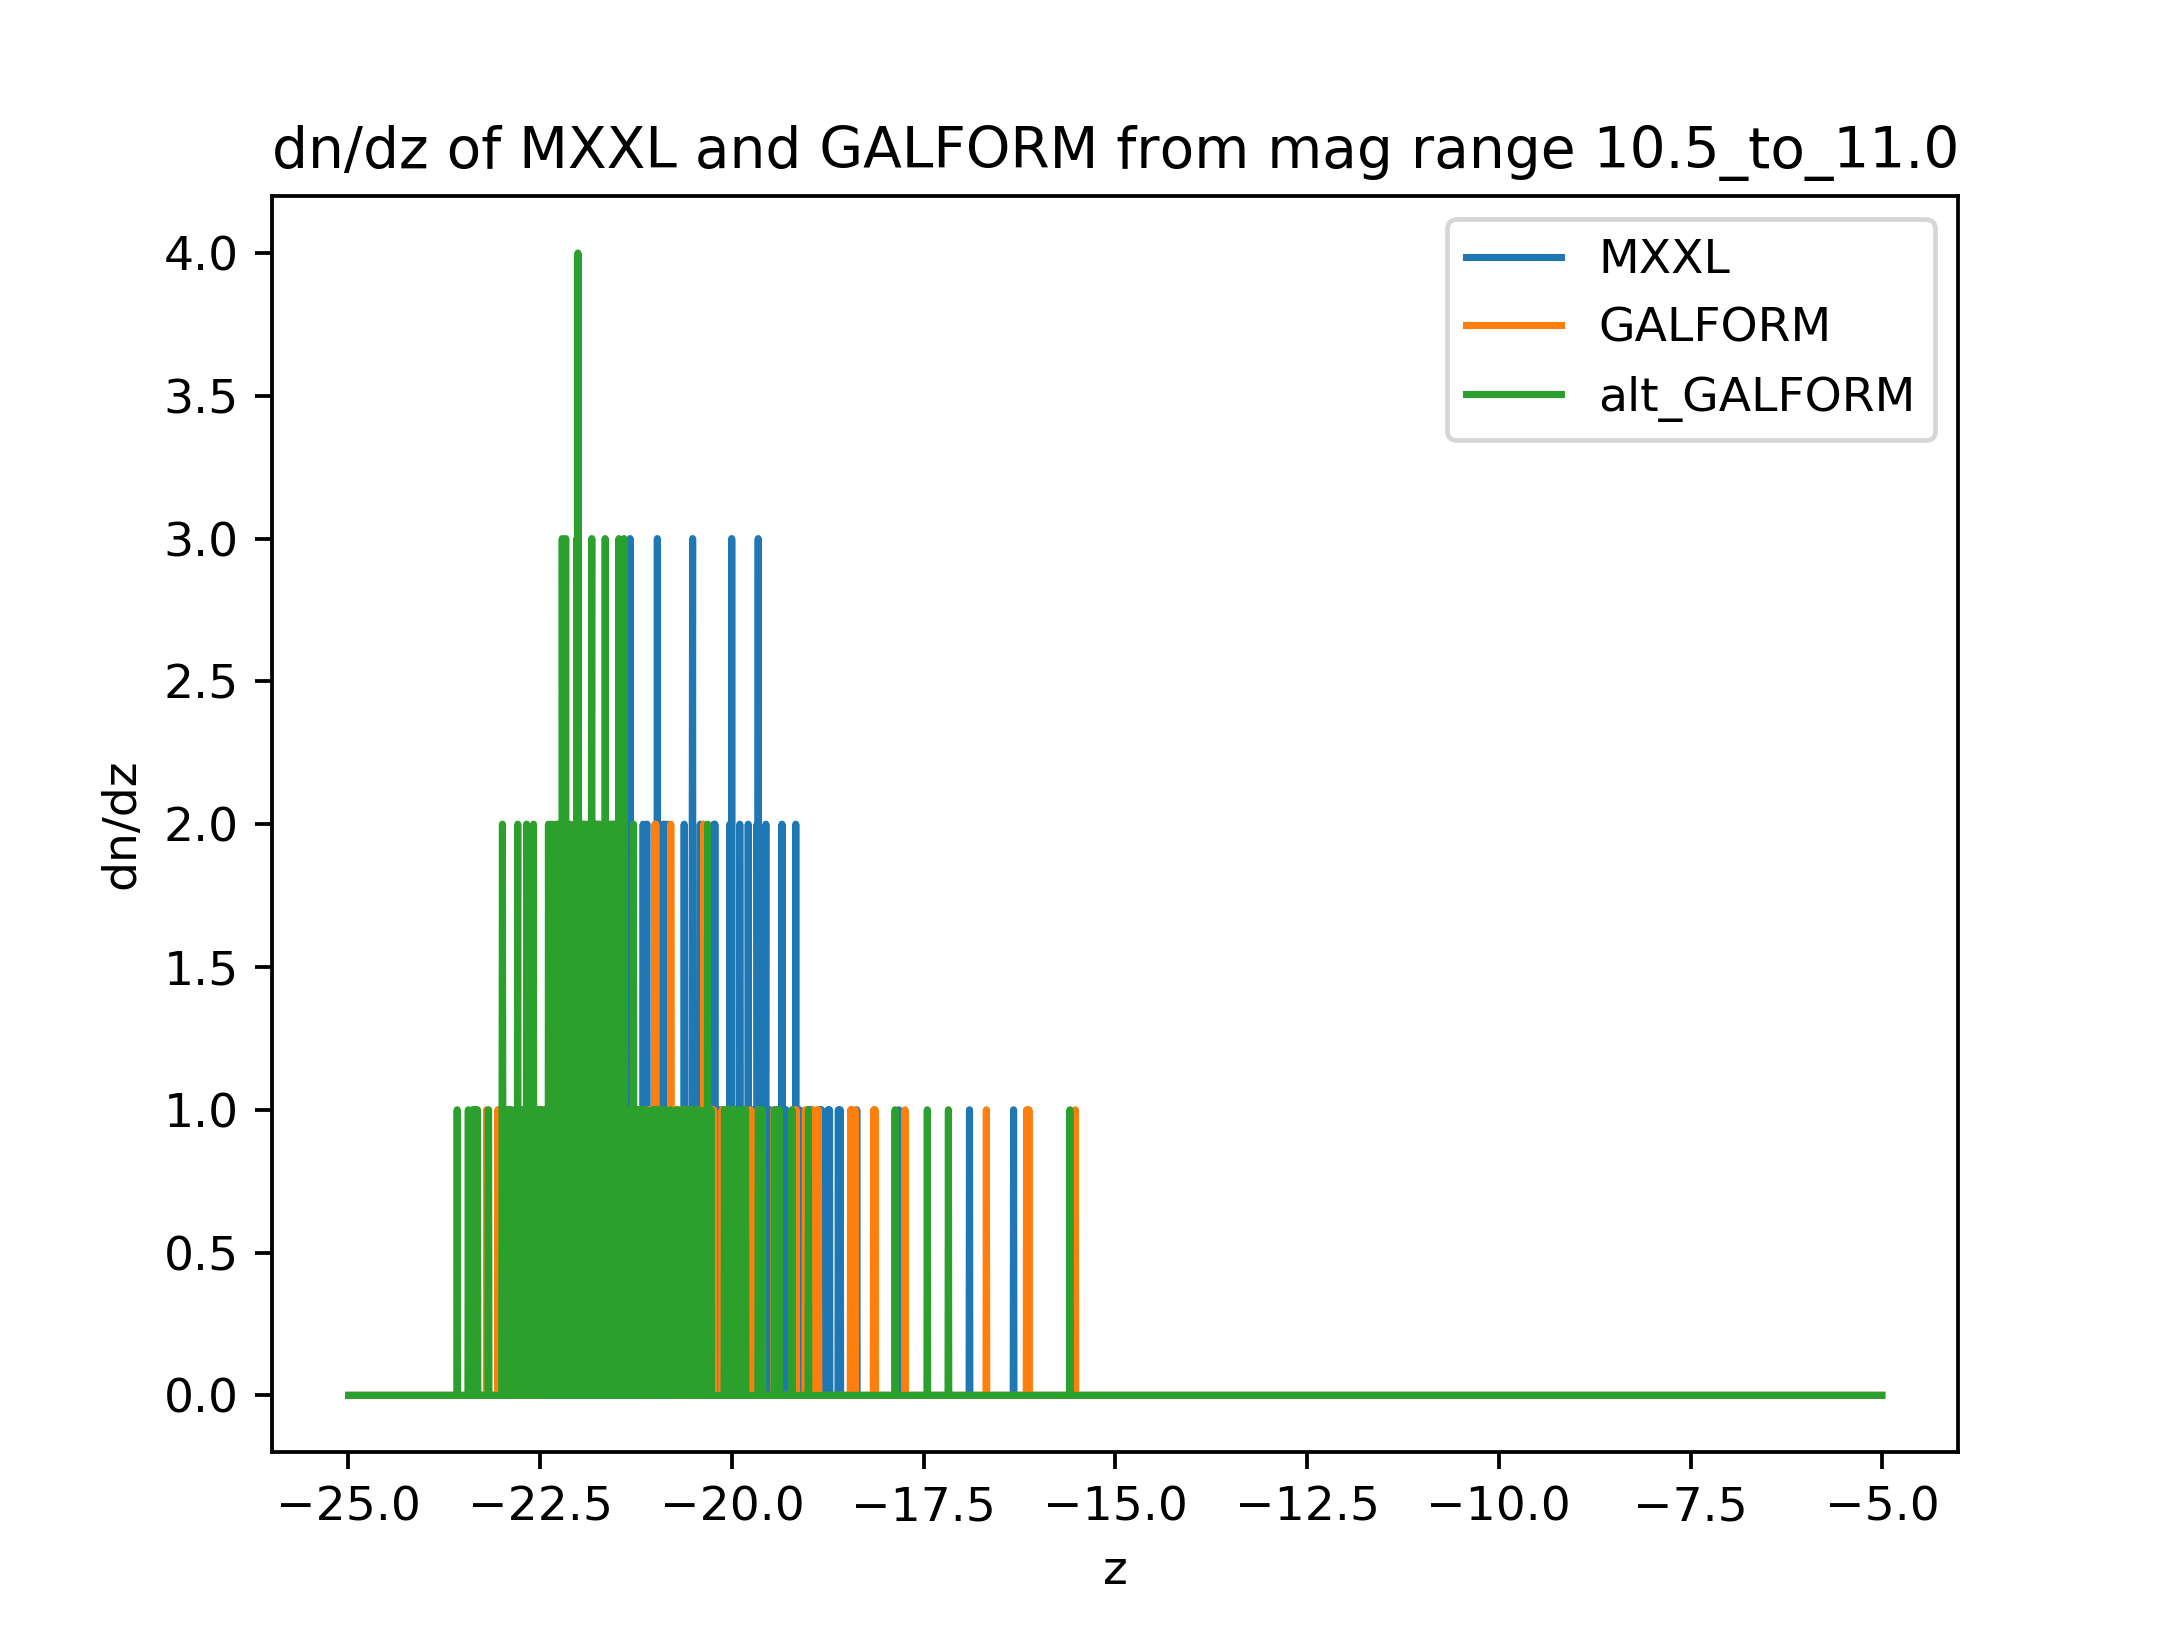 dn/dz of MXXL and GALFORM from mag range 10.5_to_11.0
MXXL
GALFORM
alt_GALFORM
4.0
3.5
3.0
2.5
2.0
1.5
1.0
0.5
0.0
dn/dz
−25.0 −22.5 −20.0 −17.5 −15.0 −12.5 −10.0 −7.5 −5.0
z